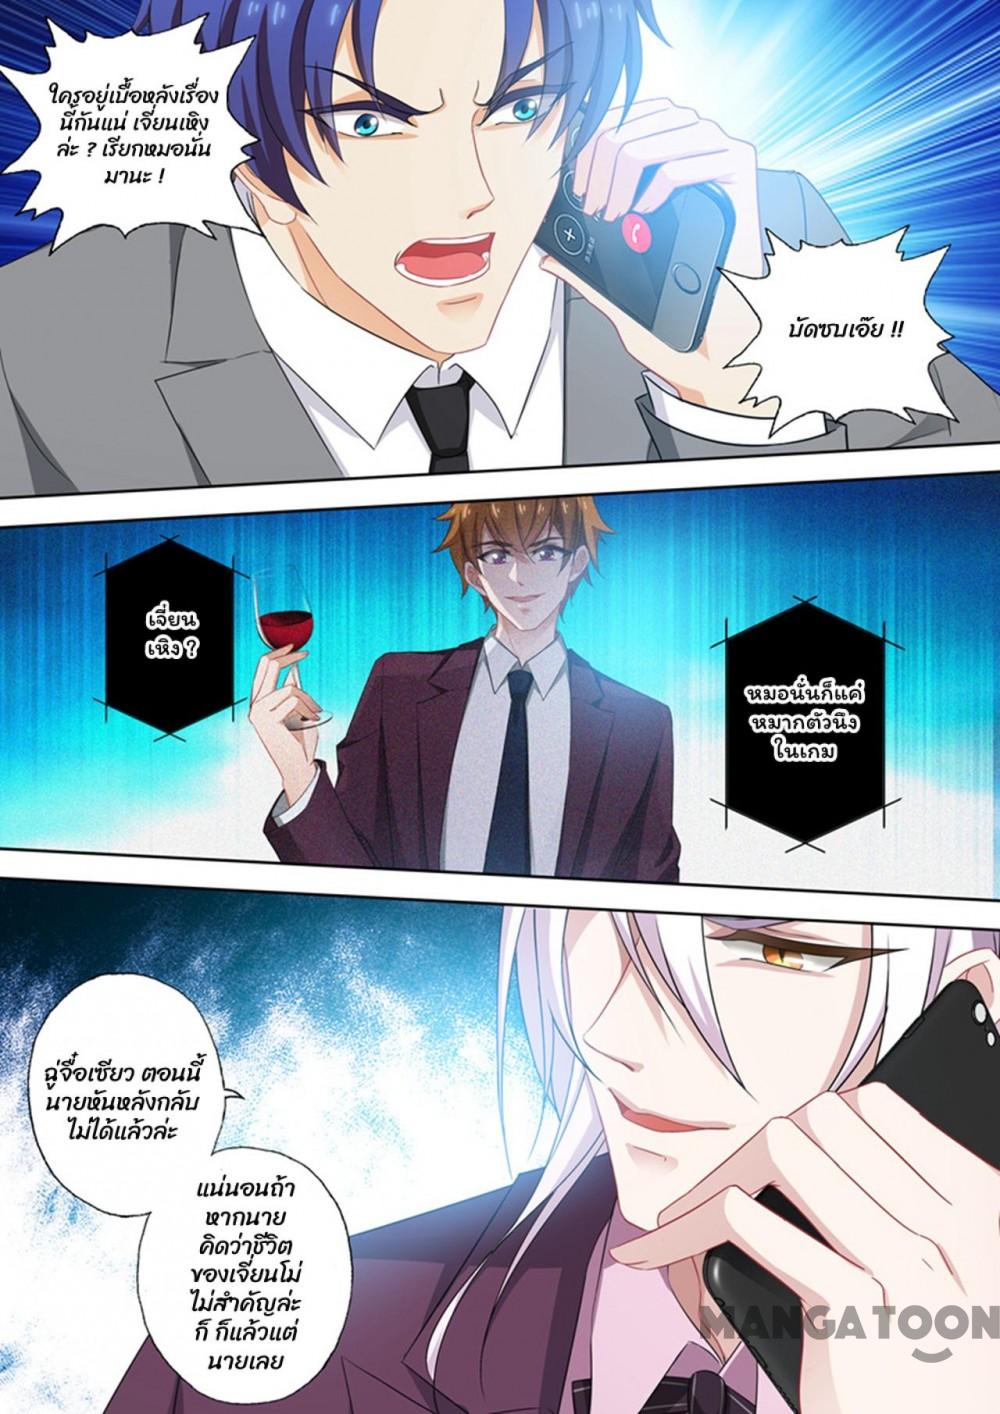 ใครอยู่เบื้อหลังเรื่อง
นี้กันแน่ เจี่ยนเหิง
ล่ะ ? เรียกหมอนั่น
มานะ !
บัดซบเอ๊ย !!
เจี่ยน
เหิง ?
หมอนั่นก็แค่
หมากตัวนึง
ในเกม
ฉู่จื๋อเซียว ตอนนี้
นายหันหลังกลับ
ไม่ได้แล้วล่ะ
แน่นอนถ้า
หากนาย
คิดว่าชีวิต
ของเจี่ยนโม่
ไม่สำคัญล่ะ
ก็ ก็แล้วแต่
นายเลย
MANGATOON